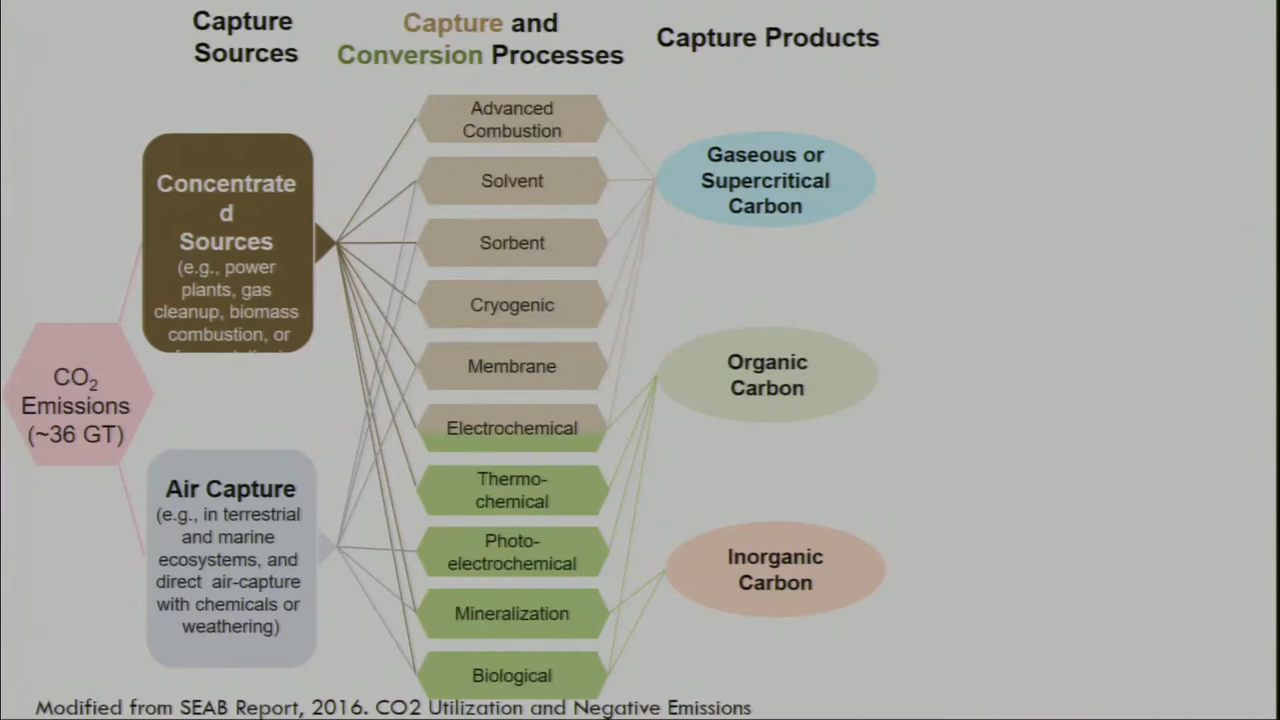 Capture
Sources
Capture and
Conversion Processes
Capture Products
CO2
Emissions
(~36 GT)
Concentrate
d
Sources
(e.g., power
plants, gas
cleanup, biomass
combustion, or
Air Capture
(e.g., in terrestrial
and marine
ecosystems, and
direct air-capture
with chemicals or
weathering)
Advanced
Combustion
Solvent
Sorbent
Cryogenic
Membrane
Electrochemical
Thermo-
chemical
Photo-
electrochemical
Mineralization
Biological
Gaseous or
Supercritical
Carbon
Organic
Carbon
Inorganic
Carbon
Modified from SEAB Report, 2016. CO2 Utilization and Negative Emissions